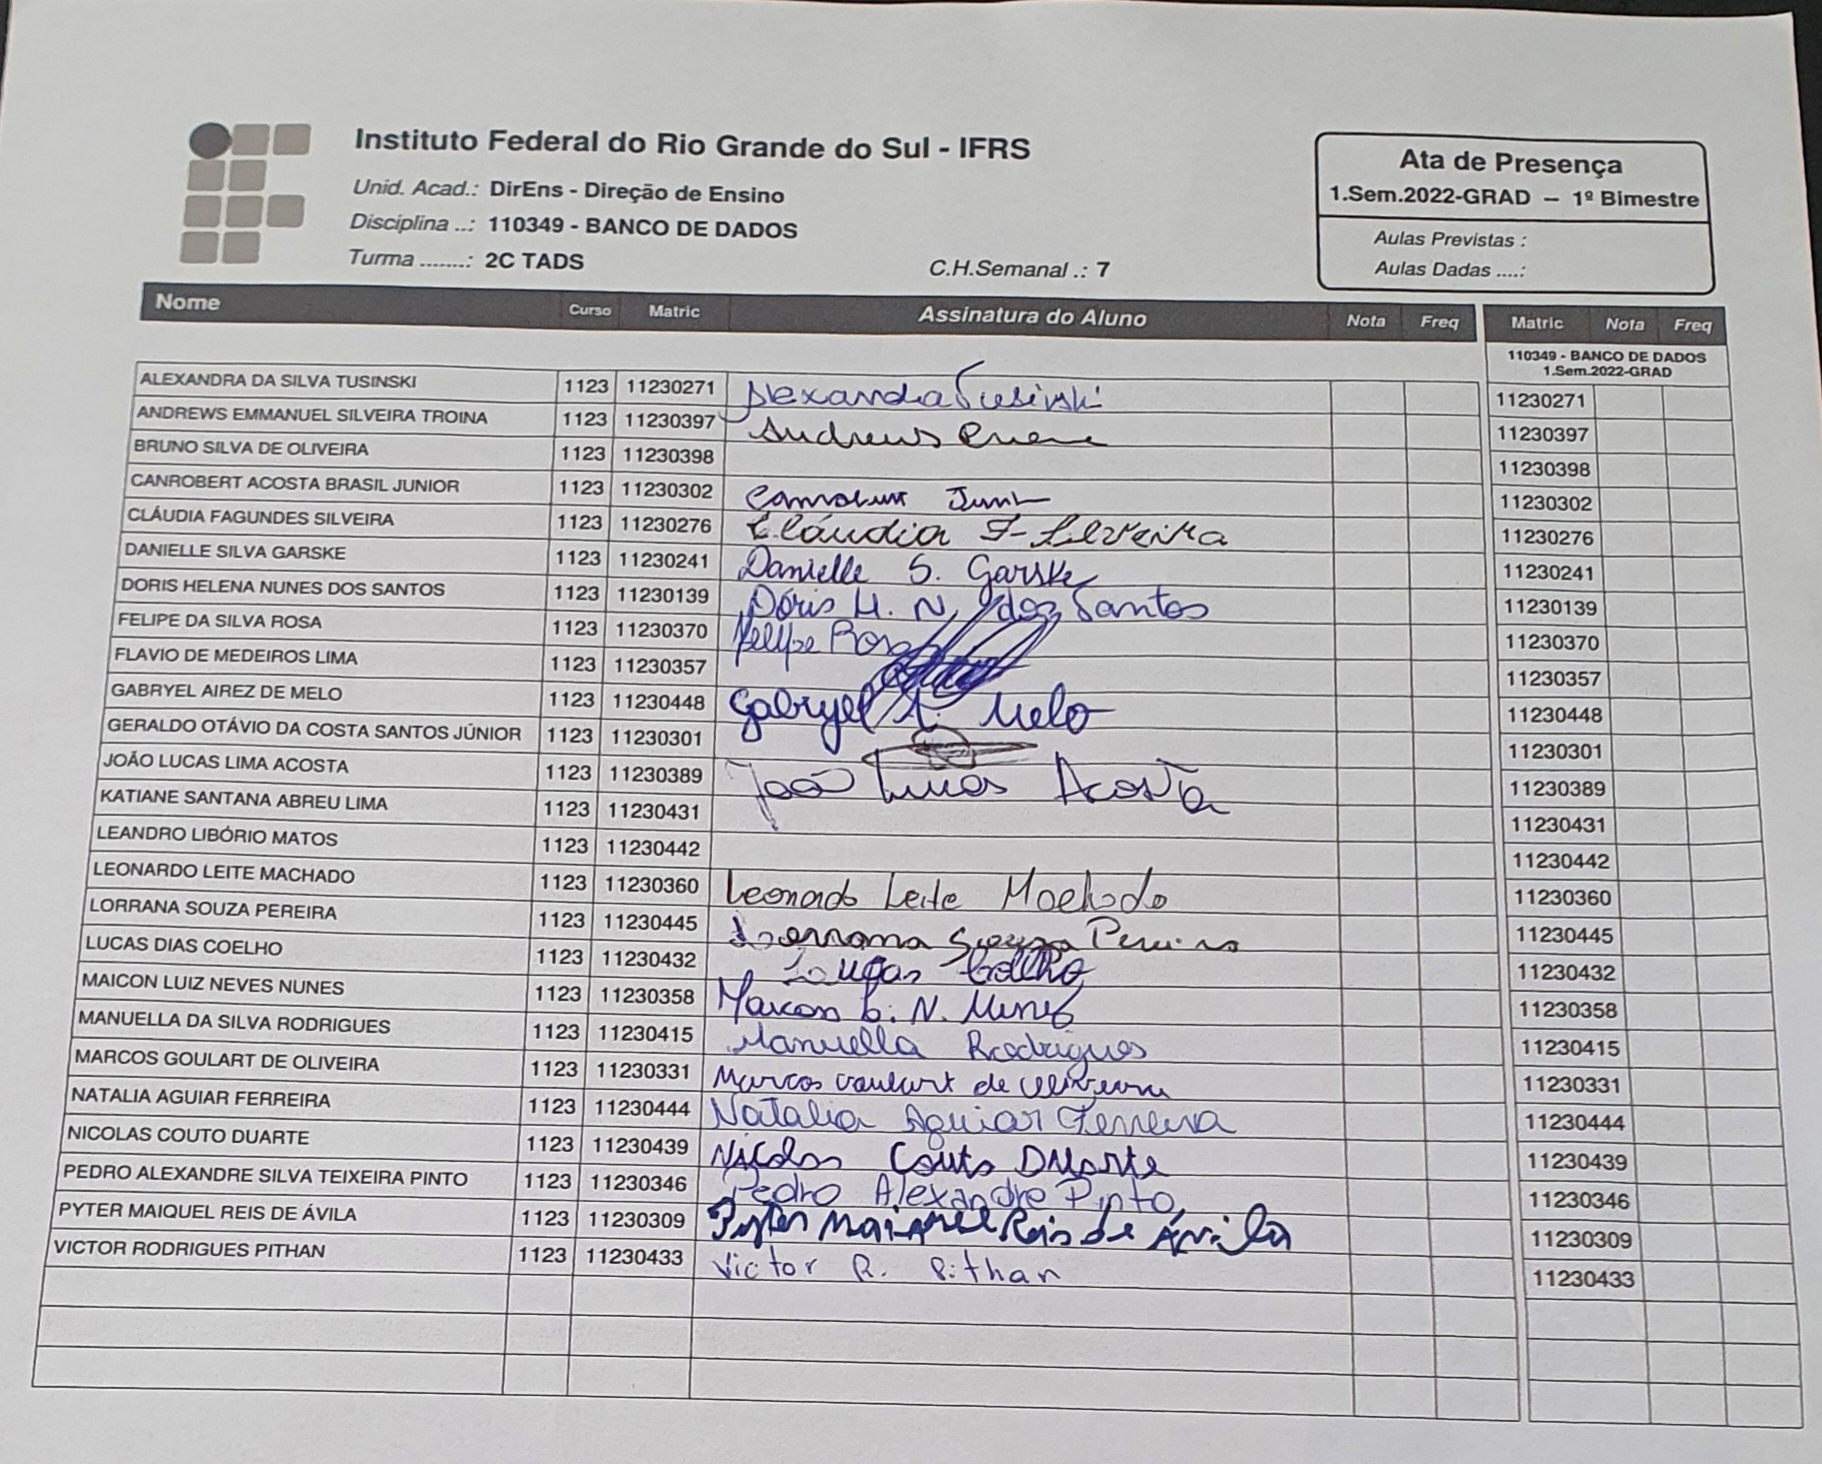 Instituto Federal do Rio Grande do Sul - IFRS
Unid. Acad.: DirEns - Direção de Ensino
Disciplina ..: 110349 - BANCO DE DADOS
Turma .......: 2C TADS
C.H.Semanal .: 7
Ata de Presença
1.Sem.2022-GRAD – 1º Bimestre
Aulas Previstas :
Aulas Dadas ....:
Nome Curso Matric Assinatura do Aluno Nota Freq Matric Nota Freq
110349 - BANCO DE DADOS
1.Sem.2022-GRAD
ALEXANDRA DA SILVA TUSINSKI 1123 11230271 Alexandra Tusinski 11230271
ANDREWS EMMANUEL SILVEIRA TROINA 1123 11230397 Andrews 11230397
BRUNO SILVA DE OLIVEIRA 1123 11230398 11230398
CANROBERT ACOSTA BRASIL JUNIOR 1123 11230302 11230302
CLÁUDIA FAGUNDES SILVEIRA 1123 11230276 Cláudia F. Silveira 11230276
DANIELLE SILVA GARSKE 1123 11230241 Danielle S. Garske 11230241
DORIS HELENA NUNES DOS SANTOS 1123 11230139 Dóris H. N. dos Santos 11230139
FELIPE DA SILVA ROSA 1123 11230370 Felipe Rosa 11230370
FLAVIO DE MEDEIROS LIMA 1123 11230357 11230357
GABRYEL AIREZ DE MELO 1123 11230448 Gabryel A. Melo 11230448
GERALDO OTÁVIO DA COSTA SANTOS JÚNIOR 1123 11230301 11230301
JOÃO LUCAS LIMA ACOSTA 1123 11230389 João Lucas Acosta 11230389
KATIANE SANTANA ABREU LIMA 1123 11230431 11230431
LEANDRO LIBÓRIO MATOS 1123 11230442 11230442
LEONARDO LEITE MACHADO 1123 11230360 Leonardo Leite Machado 11230360
LORRANA SOUZA PEREIRA 1123 11230445 Lorrana Souza Pereira 11230445
LUCAS DIAS COELHO 1123 11230432 Lucas Coelho 11230432
MAICON LUIZ NEVES NUNES 1123 11230358 Maicon L. N. Nunes 11230358
MANUELLA DA SILVA RODRIGUES 1123 11230415 Manuella Rodrigues 11230415
MARCOS GOULART DE OLIVEIRA 1123 11230331 Marcos Goulart de Oliveira 11230331
NATALIA AGUIAR FERREIRA 1123 11230444 Natalia Aguiar Ferreira 11230444
NICOLAS COUTO DUARTE 1123 11230439 Nicolas Couto Duarte 11230439
PEDRO ALEXANDRE SILVA TEIXEIRA PINTO 1123 11230346 Pedro Alexandre Pinto 11230346
PYTER MAIQUEL REIS DE ÁVILA 1123 11230309 Pyter Maiquel Reis de Ávila 11230309
VICTOR RODRIGUES PITHAN 1123 11230433 Victor R. Pithan 11230433